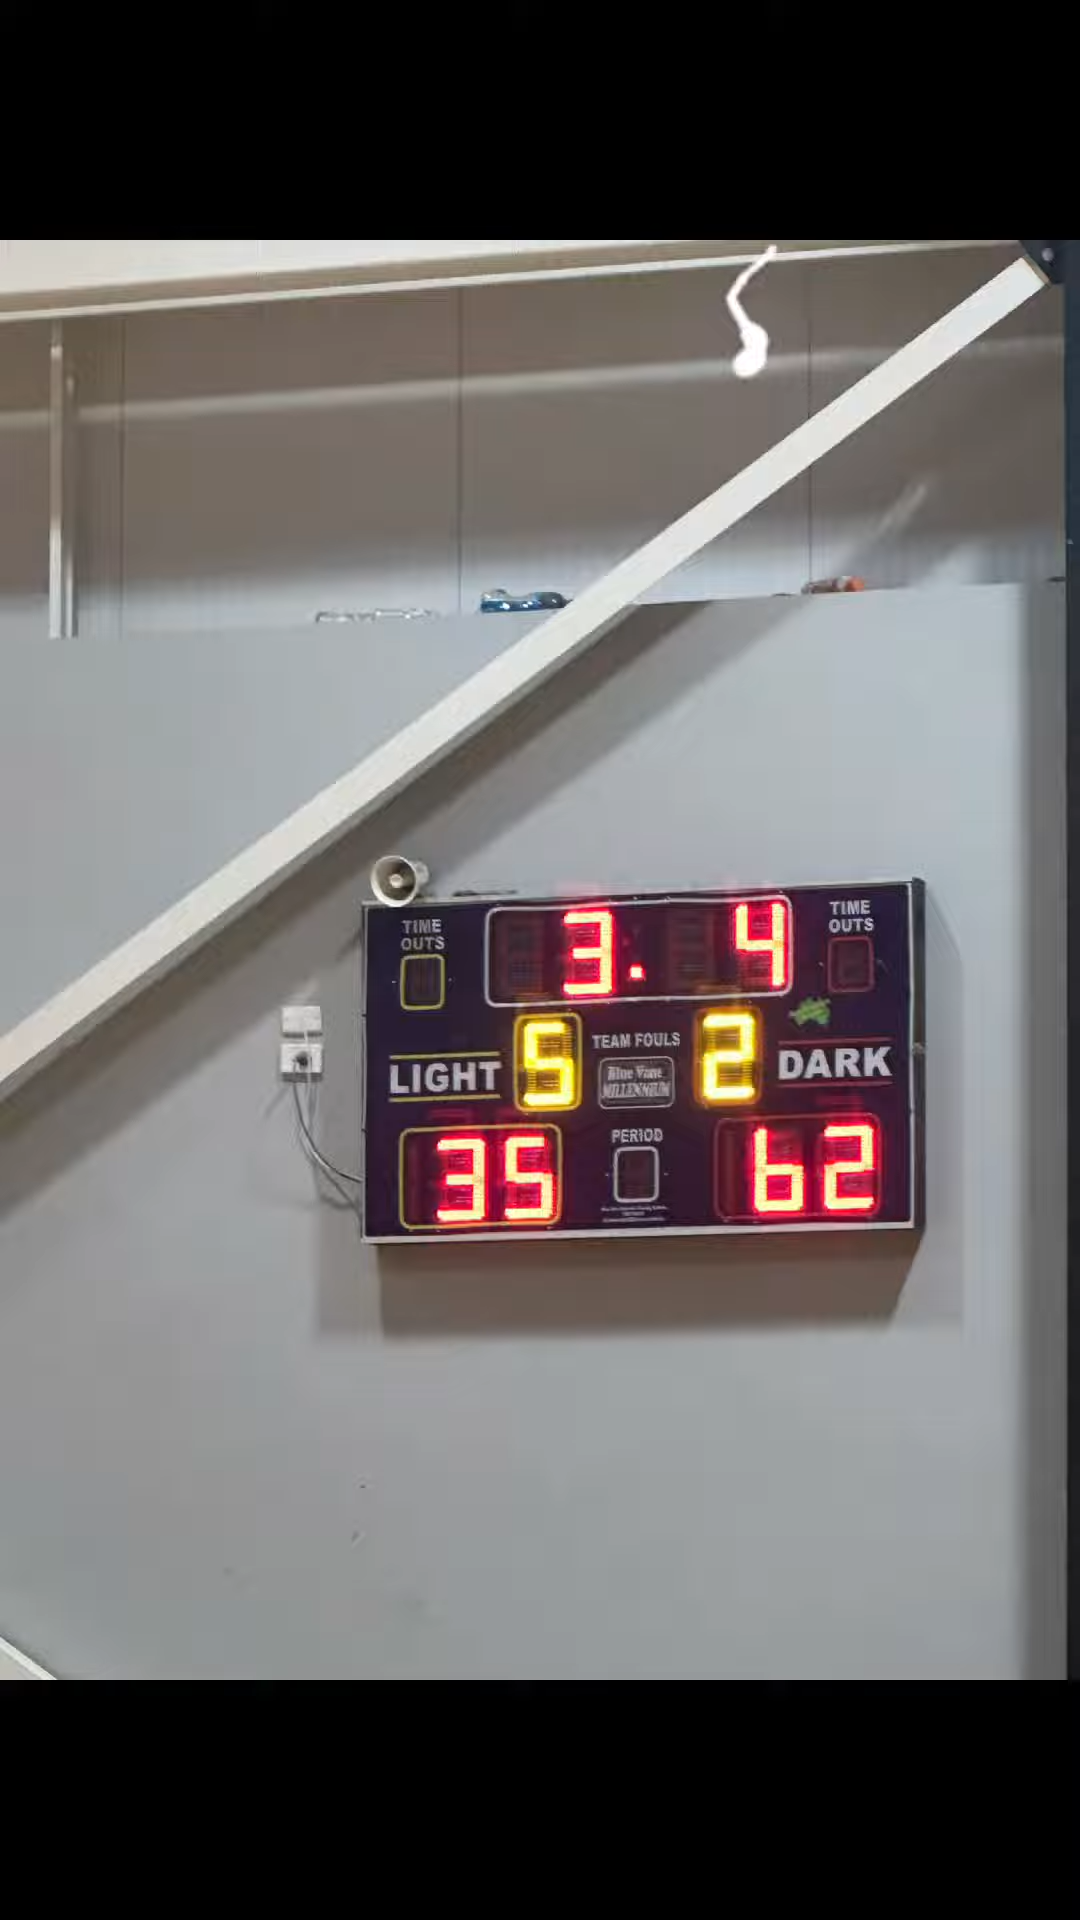 TIME OUTS
3. 4
TIME OUTS
LIGHT
5
TEAM FOULS
2
DARK
Blue Vane
MILLENNIUM
35
PERIOD
62